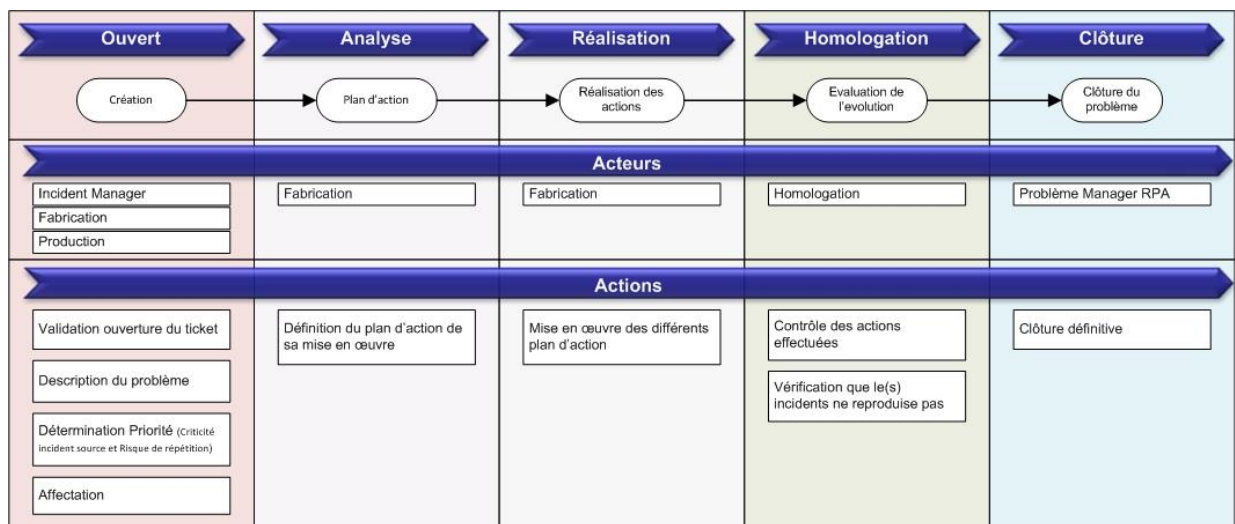 Ouvert
Analyse
Réalisation
Homologation
Clôture
Création
Plan d'action
Réalisation des
actions
Evaluation de
l'evolution
Clôture du
problème
Acteurs
Incident Manager
Fabrication
Production
Fabrication
Fabrication
Homologation
Problème Manager RPA
Actions
Validation ouverture du ticket
Description du problème
Détermination Priorité (Criticité
incident source et Risque de répétition)
Affectation
Définition du plan d'action de
sa mise en œuvre
Mise en œuvre des différents
plan d'action
Contrôle des actions
effectuées
Vérification que le(s)
incidents ne reproduise pas
Clôture définitive